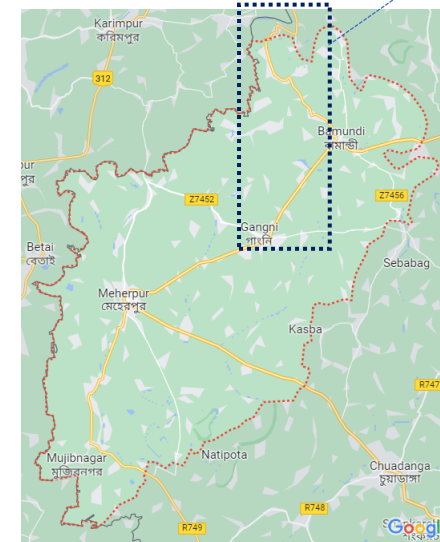 Karimpur
করিমপুর
312
Bamundi
বামান্ডী
Z7452
Z7456
Gangni
গাংনি
Betai
বেতাই
Sebabag
Meherpur
মেহেরপুর
Kasba
R747
Mujibnagar
মুজিবনগর
Natipota
Chuadanga
চুয়াডাঙ্গা
R748
R749
Google